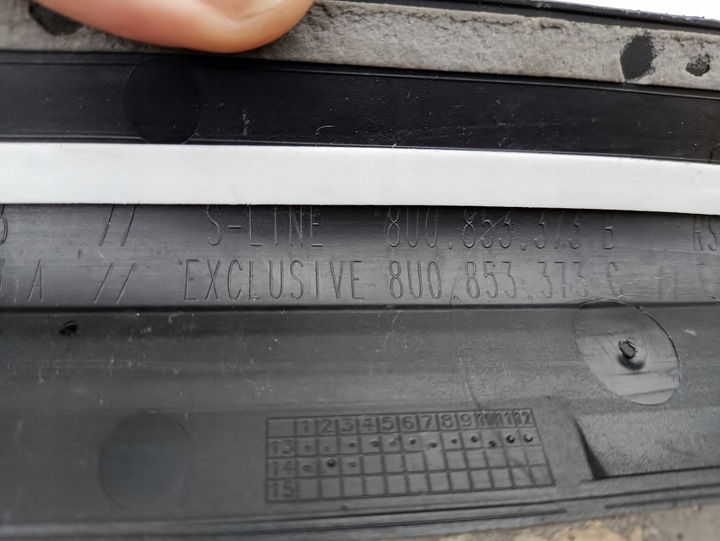 // S-LINE 8U0.853.373 B RS
A // EXCLUSIVE 8U0.853.373 C
1 2 3 4 5 6 7 8 9 10 11 12
13
14
15